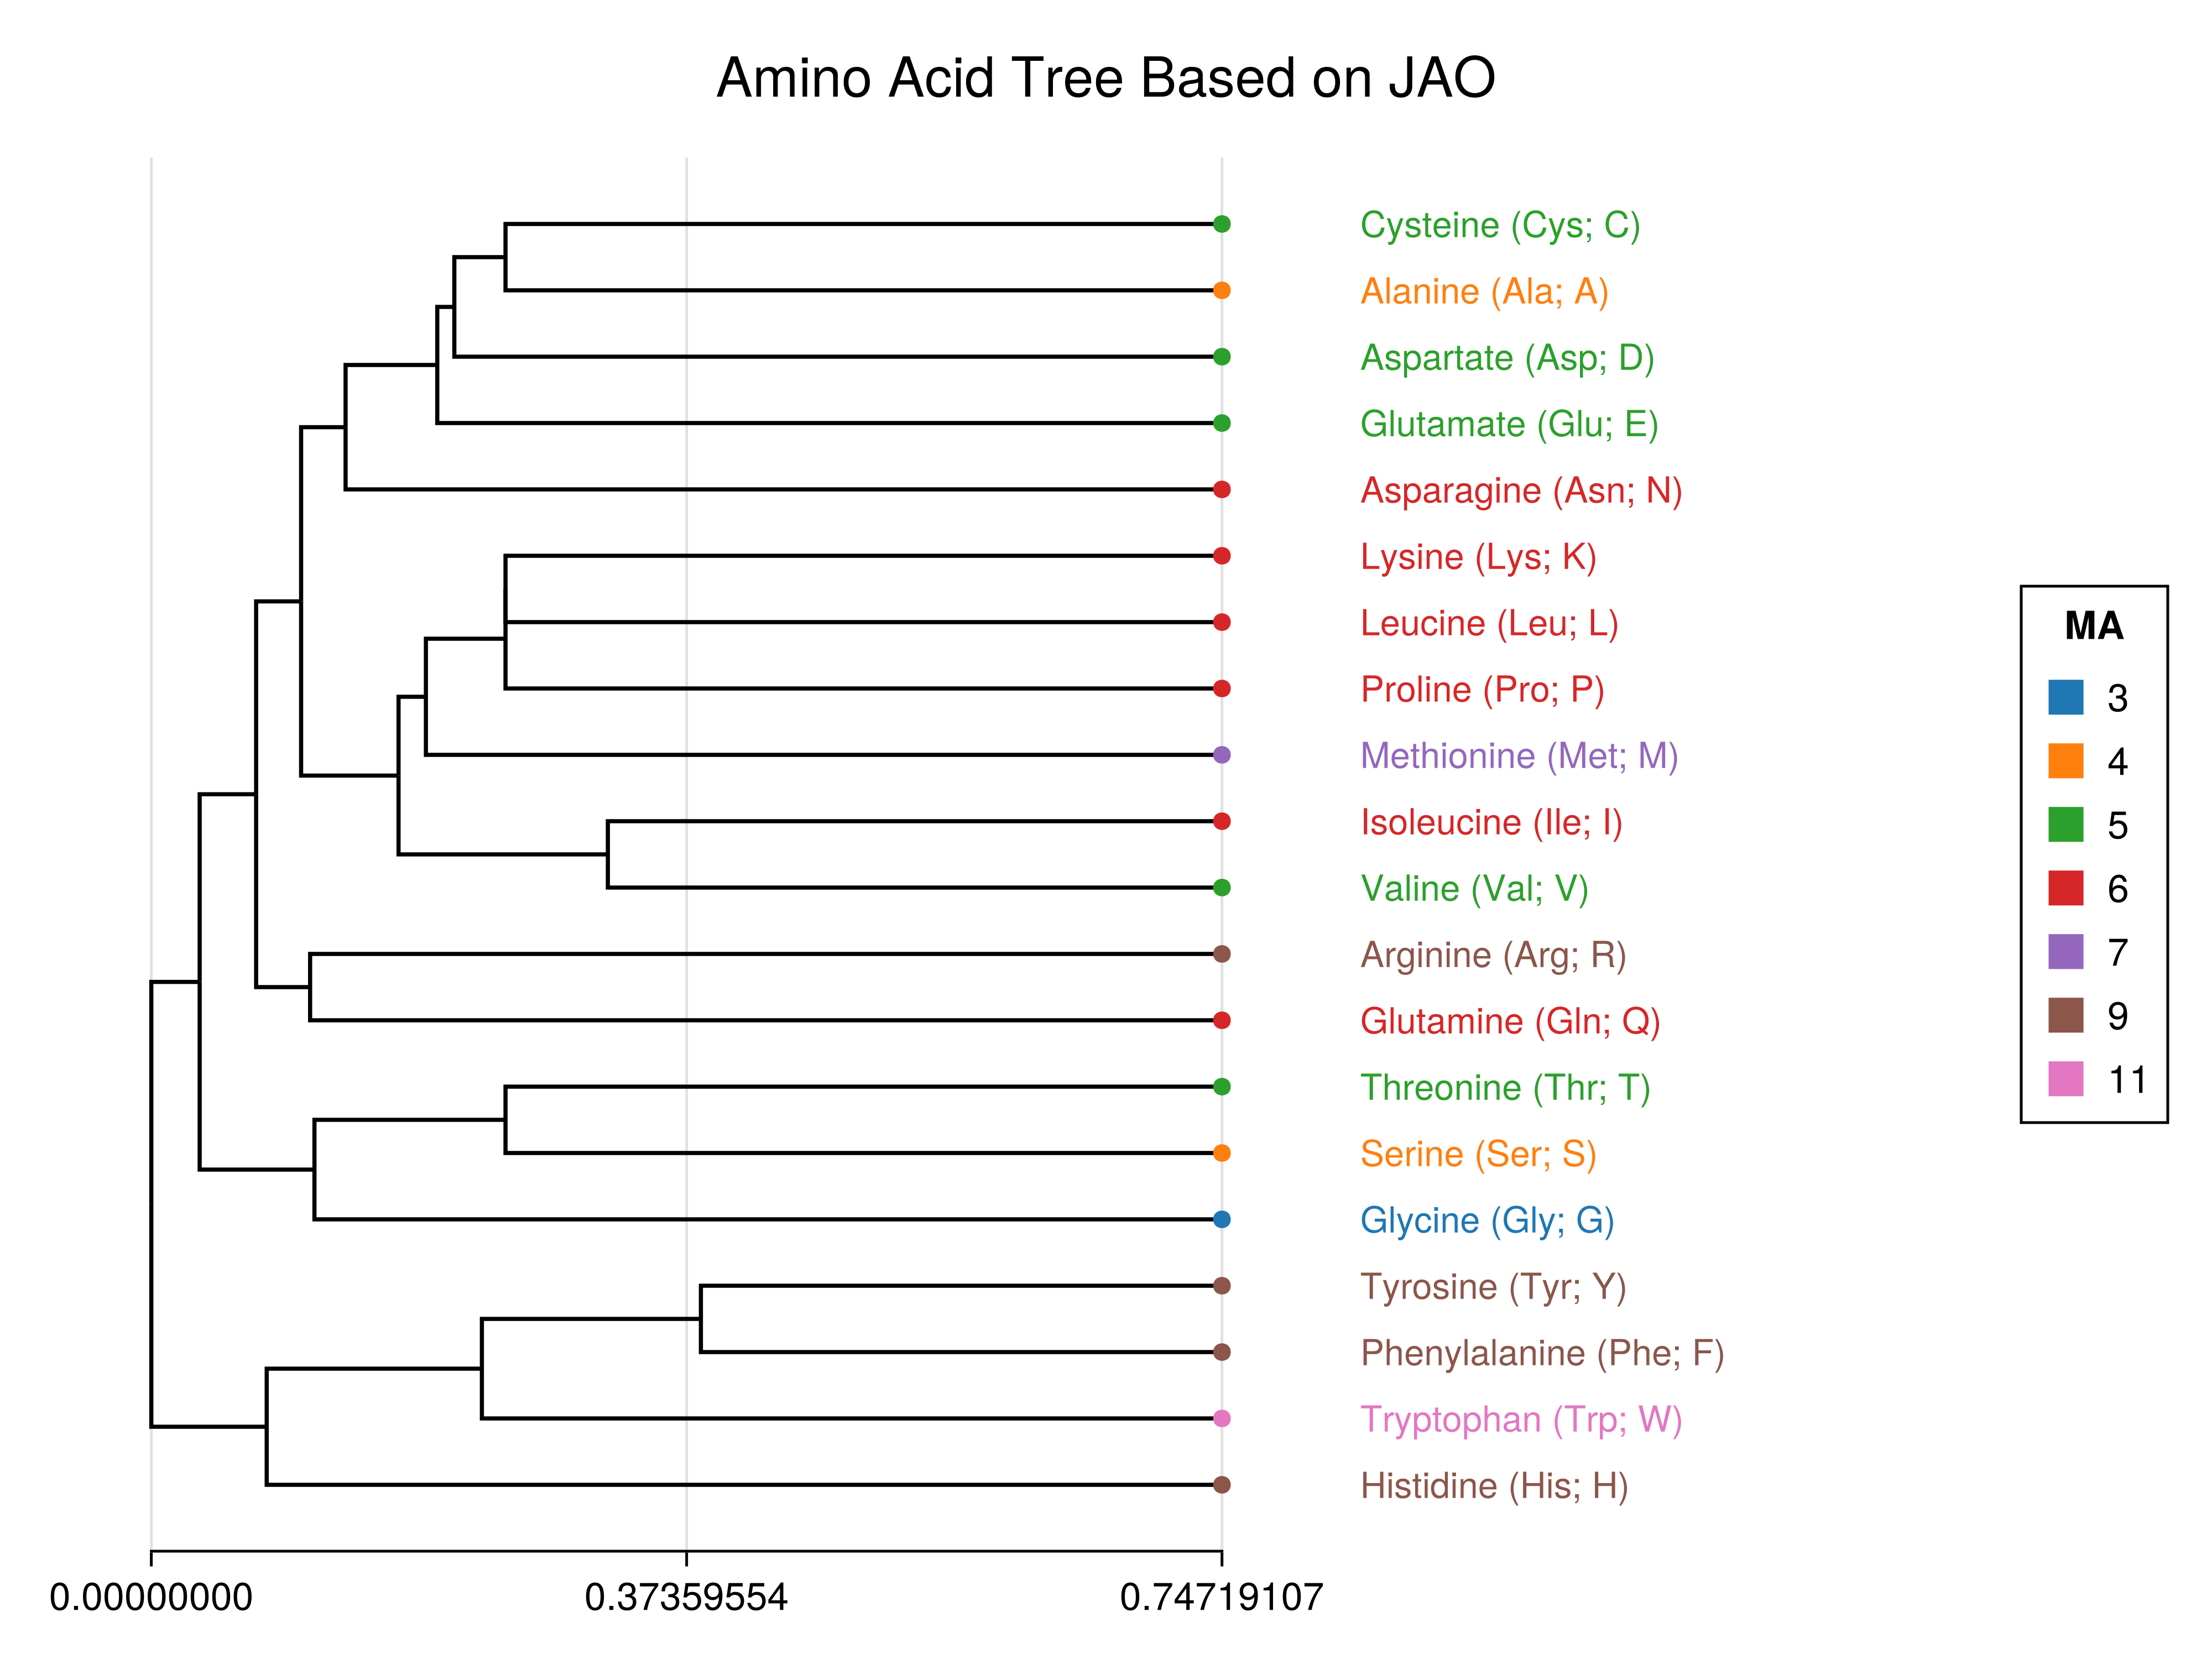 Amino Acid Tree Based on JAO
Cysteine (Cys; C)
Alanine (Ala; A)
Aspartate (Asp; D)
Glutamate (Glu; E)
Asparagine (Asn; N)
Lysine (Lys; K)
Leucine (Leu; L)
Proline (Pro; P)
Methionine (Met; M)
Isoleucine (Ile; I)
Valine (Val; V)
Arginine (Arg; R)
Glutamine (Gln; Q)
Threonine (Thr; T)
Serine (Ser; S)
Glycine (Gly; G)
Tyrosine (Tyr; Y)
Phenylalanine (Phe; F)
Tryptophan (Trp; W)
Histidine (His; H)
MA
3
4
5
6
7
9
11
0.00000000 0.37359554 0.74719107